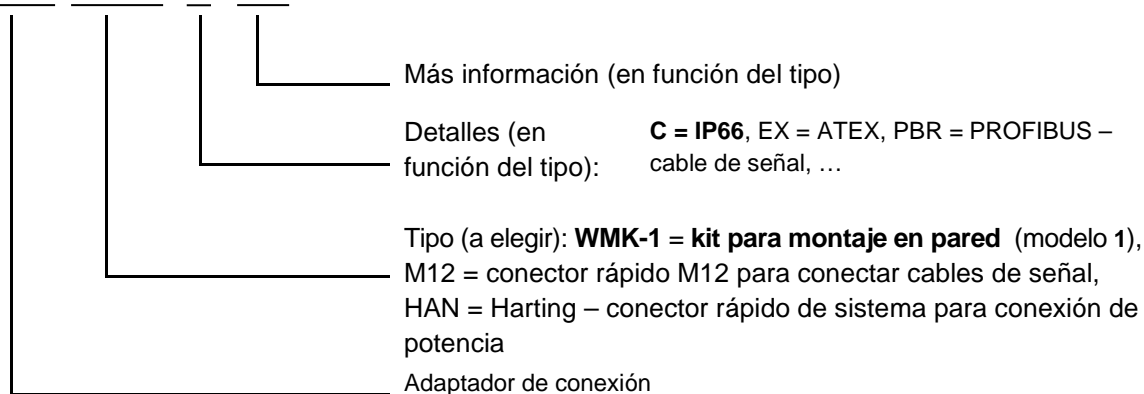 Más información (en función del tipo)
Detalles (en función del tipo):
C = IP66, EX = ATEX, PBR = PROFIBUS –
cable de señal, …
Tipo (a elegir): WMK-1 = kit para montaje en pared (modelo 1),
M12 = conector rápido M12 para conectar cables de señal,
HAN = Harting – conector rápido de sistema para conexión de
potencia
Adaptador de conexión